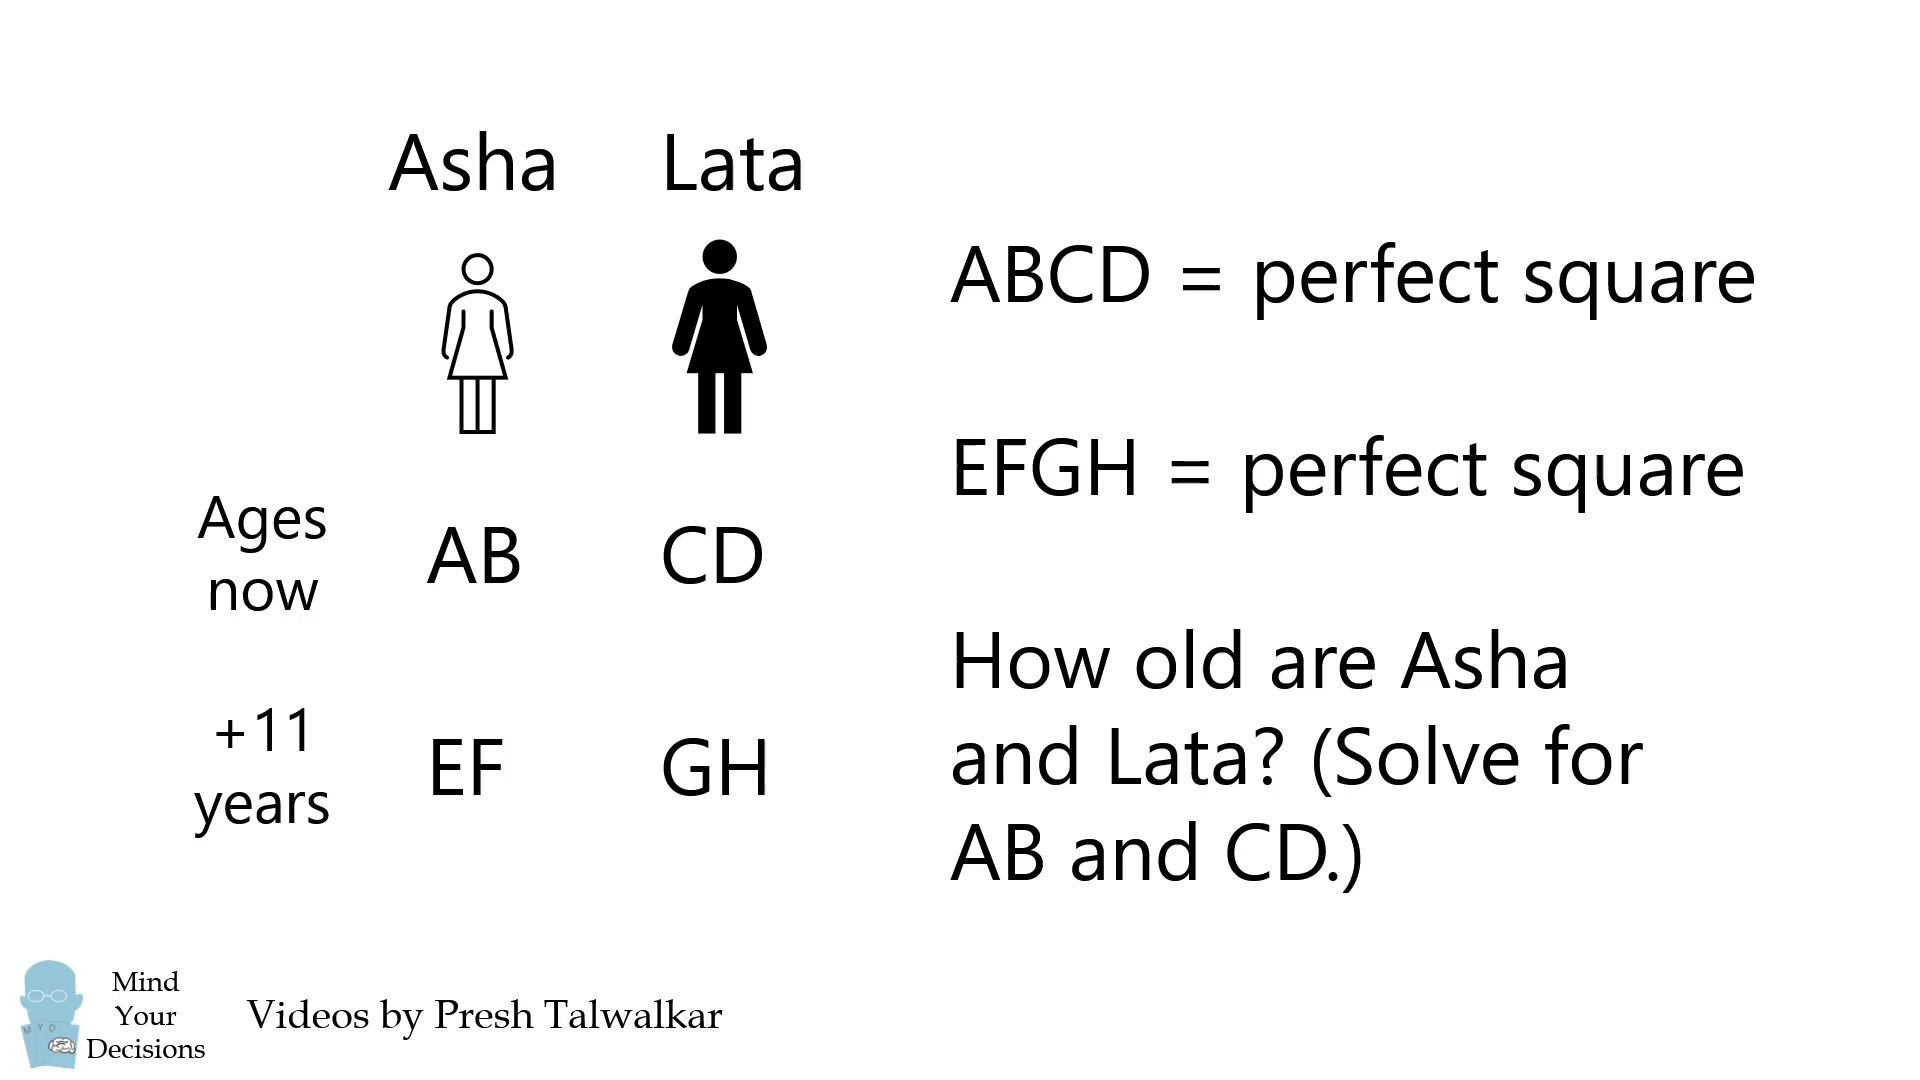 Asha Lata
ABCD = perfect square
EFGH = perfect square
Ages
now
AB CD
How old are Asha
and Lata? (Solve for
AB and CD.)
+11
years
EF GH
M Y D
Mind
Your
Decisions
Videos by Presh Talwalkar